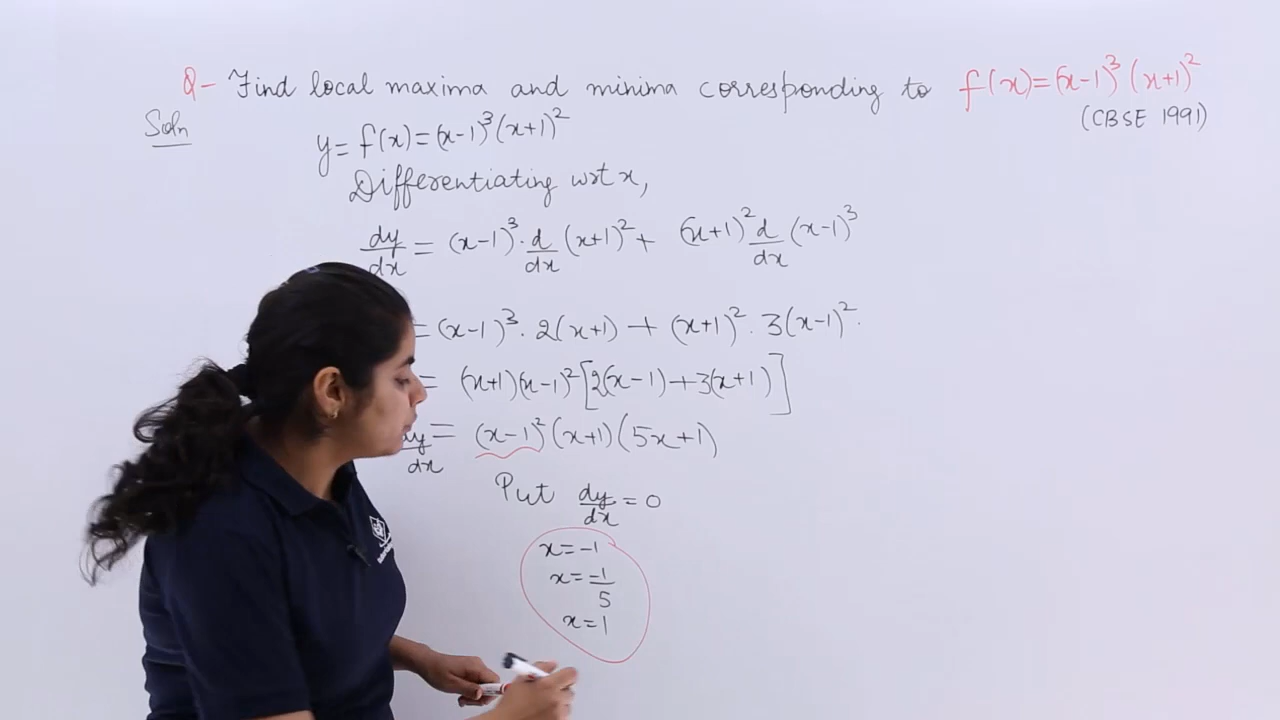 Q- Find local maxima and minima corresponding to f(x)=(x-1)³(x+1)²
(CBSE 1991)
Soln
y= f(x)=(x-1)³(x+1)²
Differentiating wrt x,
dy/dx = (x-1)³. d/dx (x+1)² + (x+1)² d/dx (x-1)³
= (x-1)³. 2(x+1) + (x+1)². 3(x-1)².
= (x+1)(x-1)²[2(x-1)+3(x+1)]
dy/dx = (x-1)²(x+1)(5x+1)
Put dy/dx = 0
x=-1
x=-1/5
x=1